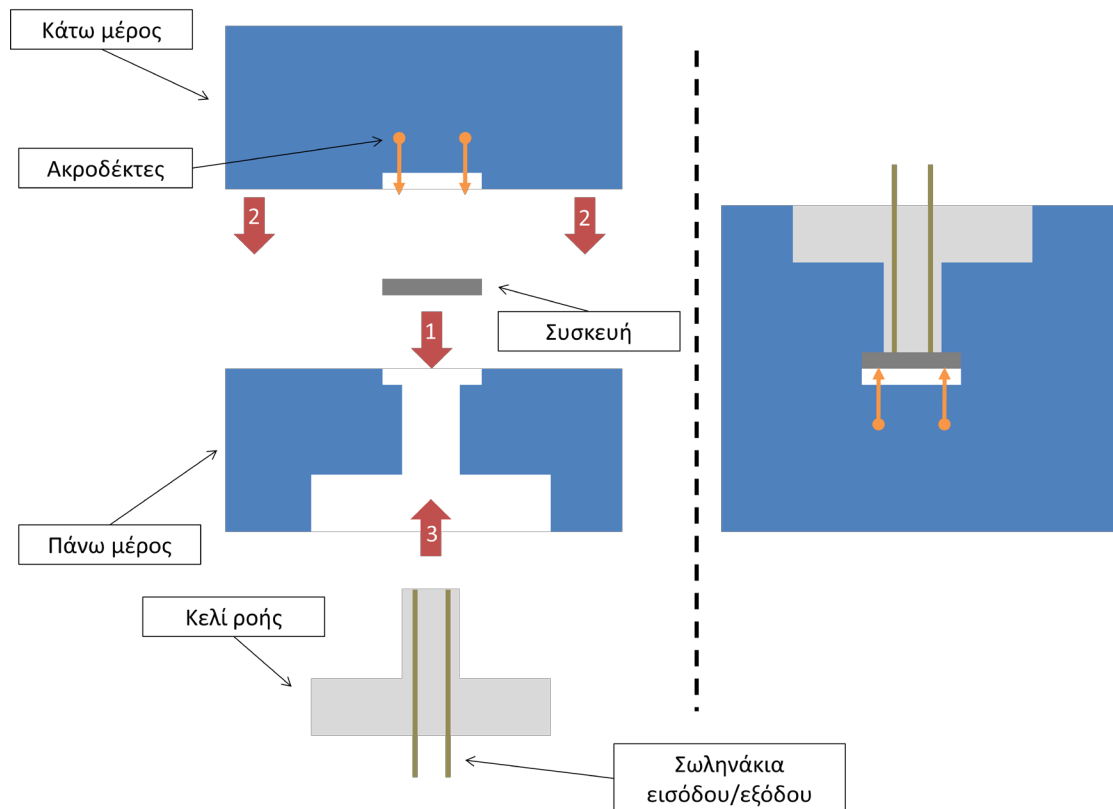 Κάτω μέρος
Ακροδέκτες
2
2
1
Συσκευή
Πάνω μέρος
3
Κελί ροής
Σωληνάκια
εισόδου/εξόδου